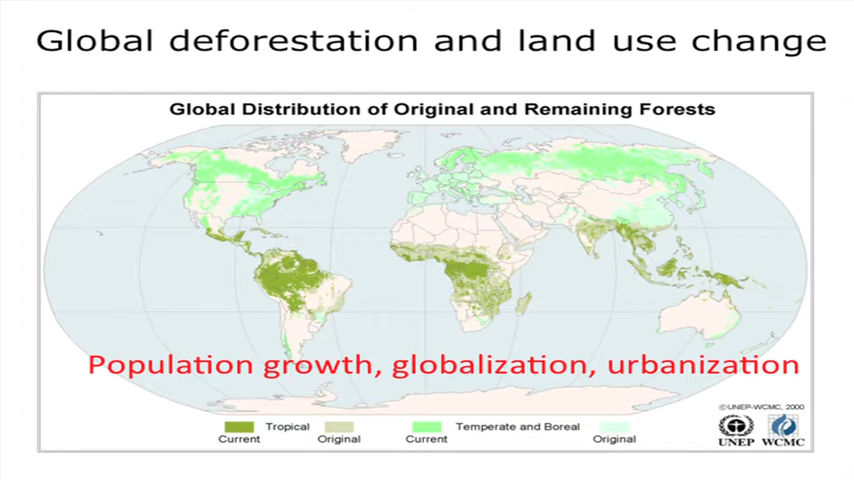 Global deforestation and land use change
Global Distribution of Original and Remaining Forests
Population growth, globalization, urbanization
©UNEP-WCMC, 2000
Tropical
Current Original
Temperate and Boreal
Current Original
UNEP WCMC